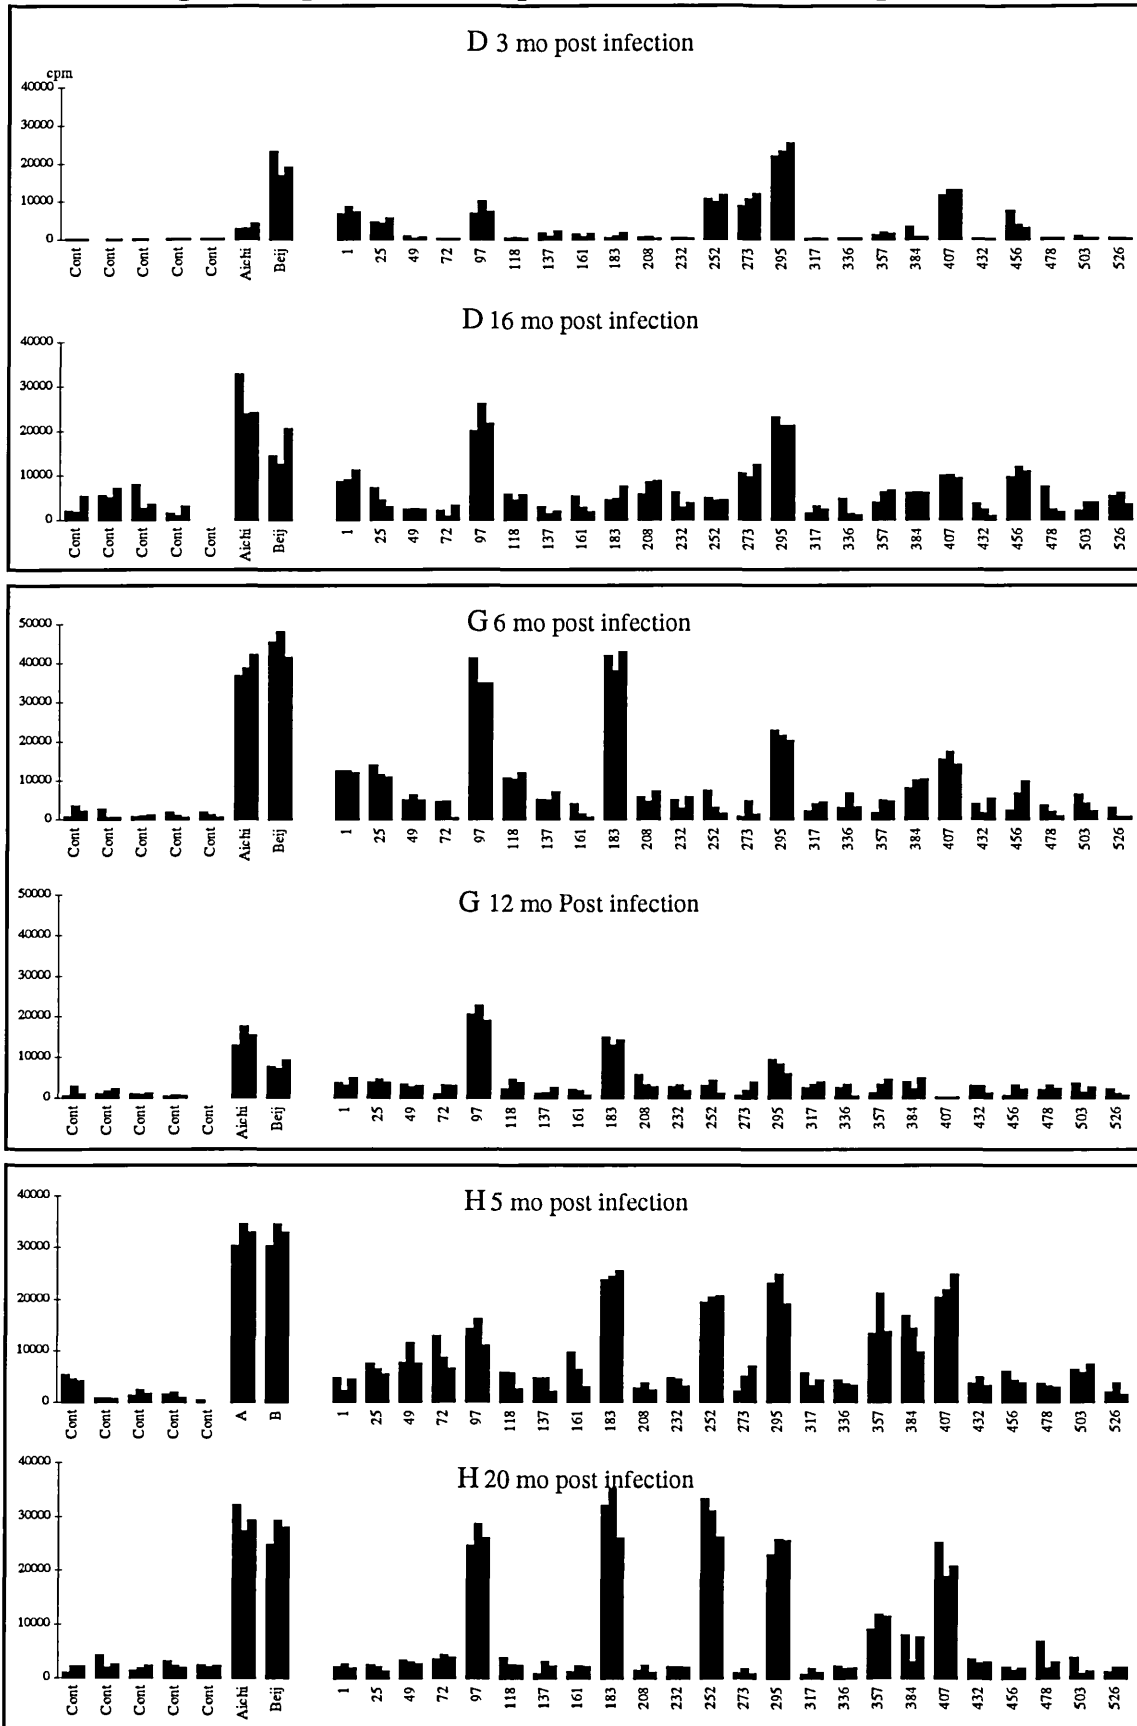 D 3 mo post infection
cpm
40000
30000
20000
10000
0
Cont Cont Cont Cont Cont Aichi Beij 1 25 49 72 97 118 137 161 183 208 232 252 273 295 317 336 357 384 407 432 456 478 503 526
D 16 mo post infection
40000
30000
20000
10000
0
Cont Cont Cont Cont Cont Aichi Beij 1 25 49 72 97 118 137 161 183 208 232 252 273 295 317 336 357 384 407 432 456 478 503 526
G 6 mo post infection
50000
40000
30000
20000
10000
0
Cont Cont Cont Cont Cont Aichi Beij 1 25 49 72 97 118 137 161 183 208 232 252 273 295 317 336 357 384 407 432 456 478 503 526
G 12 mo Post infection
50000
40000
30000
20000
10000
0
Cont Cont Cont Cont Cont Aichi Beij 1 25 49 72 97 118 137 161 183 208 232 252 273 295 317 336 357 384 407 432 456 478 503 526
H 5 mo post infection
40000
30000
20000
10000
0
Cont Cont Cont Cont Cont A B 1 25 49 72 97 118 137 161 183 208 232 252 273 295 317 336 357 384 407 432 456 478 503 526
H 20 mo post infection
40000
30000
20000
10000
0
Cont Cont Cont Cont Cont Aichi Beij 1 25 49 72 97 118 137 161 183 208 232 252 273 295 317 336 357 384 407 432 456 478 503 526